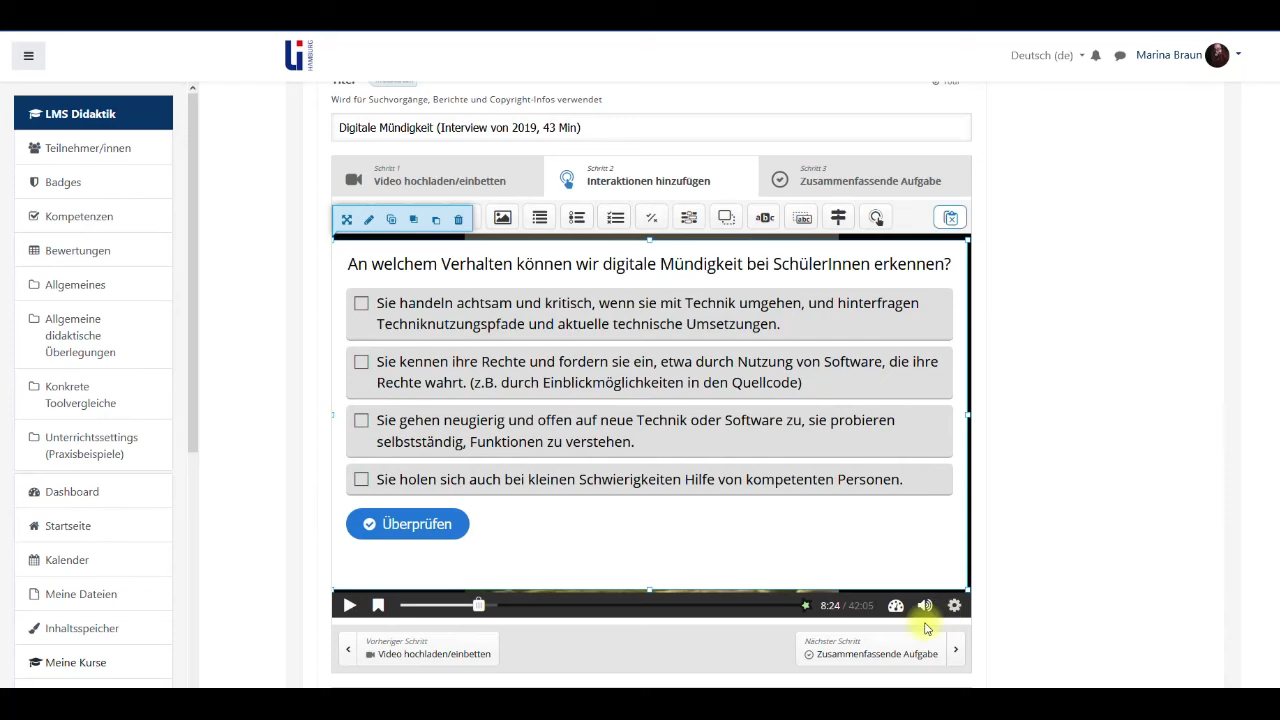 Li
HAMBURG
Deutsch (de)
Marina Braun
LMS Didaktik
Teilnehmer/innen
Badges
Kompetenzen
Bewertungen
Allgemeines
Allgemeine
didaktische
Überlegungen
Konkrete
Toolvergleiche
Unterrichtssettings
(Praxisbeispiele)
Dashboard
Startseite
Kalender
Meine Dateien
Inhaltsspeicher
Meine Kurse
Titel
Tour
Wird für Suchvorgänge, Berichte und Copyright-Infos verwendet
Digitale Mündigkeit (Interview von 2019, 43 Min)
Schritt 1
Video hochladen/einbetten
Schritt 2
Interaktionen hinzufügen
Schritt 3
Zusammenfassende Aufgabe
abc
abc
An welchem Verhalten können wir digitale Mündigkeit bei SchülerInnen erkennen?
Sie handeln achtsam und kritisch, wenn sie mit Technik umgehen, und hinterfragen
Techniknutzungspfade und aktuelle technische Umsetzungen.
Sie kennen ihre Rechte und fordern sie ein, etwa durch Nutzung von Software, die ihre
Rechte wahrt. (z.B. durch Einblickmöglichkeiten in den Quellcode)
Sie gehen neugierig und offen auf neue Technik oder Software zu, sie probieren
selbstständig, Funktionen zu verstehen.
Sie holen sich auch bei kleinen Schwierigkeiten Hilfe von kompetenten Personen.
Überprüfen
8:24 / 42:05
Vorheriger Schritt
Video hochladen/einbetten
Nächster Schritt
Zusammenfassende Aufgabe